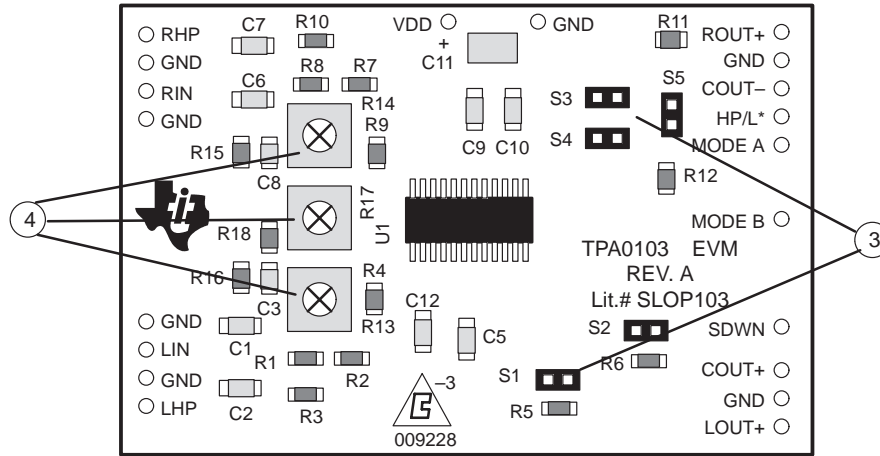 C7
R10
VDD
GND
R11
ROUT+
RHP
+
C11
GND
GND
R8
R7
S5
COUT–
C6
RIN
S3
HP/L*
R14
GND
R9
S4
MODE A
R15
C9
C10
R12
C8
4
R17
MODE B
R18
U1
3
TPA0103 EVM
REV. A
Lit.# SLOP103
R16
R4
C3
C12
R13
GND
S2
SDWN
C1
C5
LIN
R1
R2
R6
COUT+
GND
S1
–3
C2
R3
R5
GND
LHP
LOUT+
009228